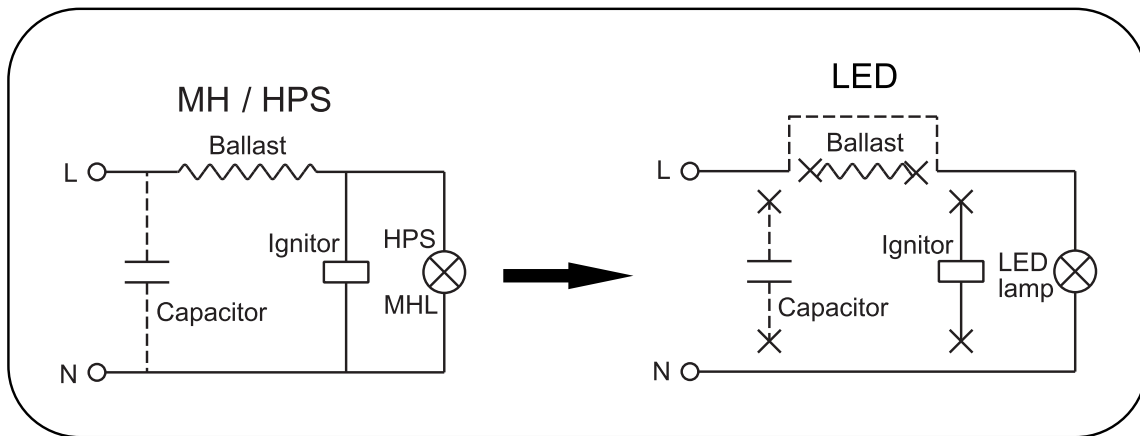 MH / HPS
Ballast
L
Ignitor
HPS
MHL
Capacitor
N
LED
Ballast
L
Ignitor
LED
lamp
Capacitor
N